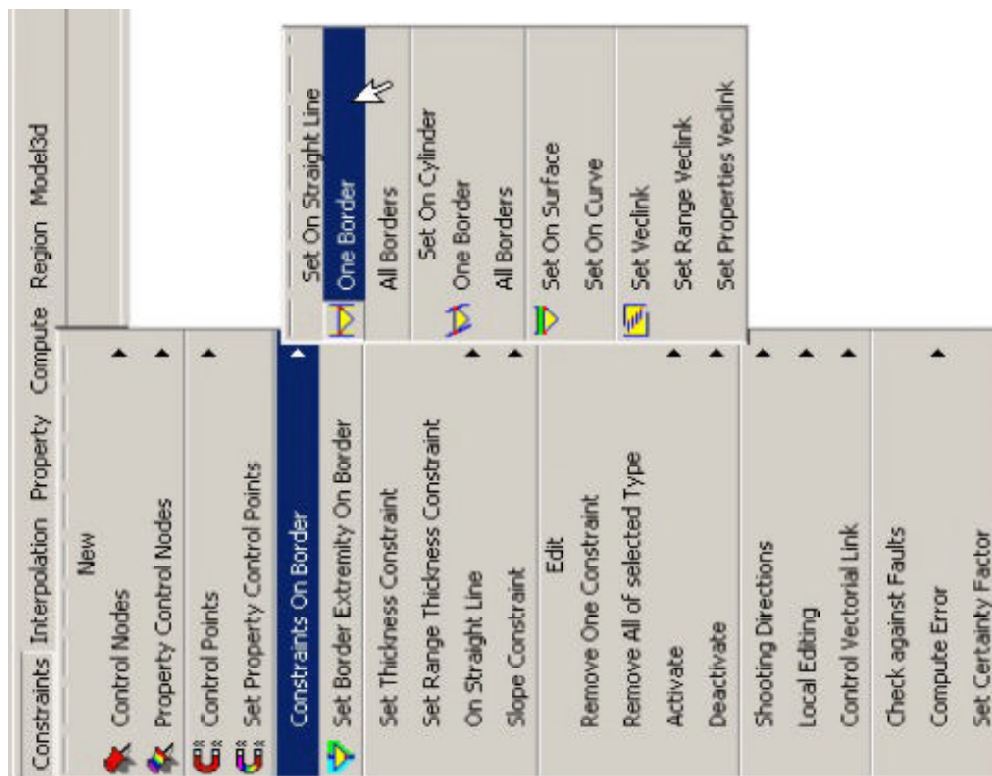 Constraints Interpolation Property Compute Region Model3d
New
Control Nodes
Property Control Nodes
Control Points
Set Property Control Points
Constraints On Border
Set Border Extremity On Border
Set Thickness Constraint
Set Range Thickness Constraint
On Straight Line
Slope Constraint
Edit
Remove One Constraint
Remove All of selected Type
Activate
Deactivate
Shooting Directions
Local Editing
Control Vectorial Link
Check against Faults
Compute Error
Set Certainty Factor
Set On Straight Line
One Border
All Borders
Set On Cylinder
One Border
All Borders
Set On Surface
Set On Curve
Set Veclink
Set Range Veclink
Set Properties Veclink